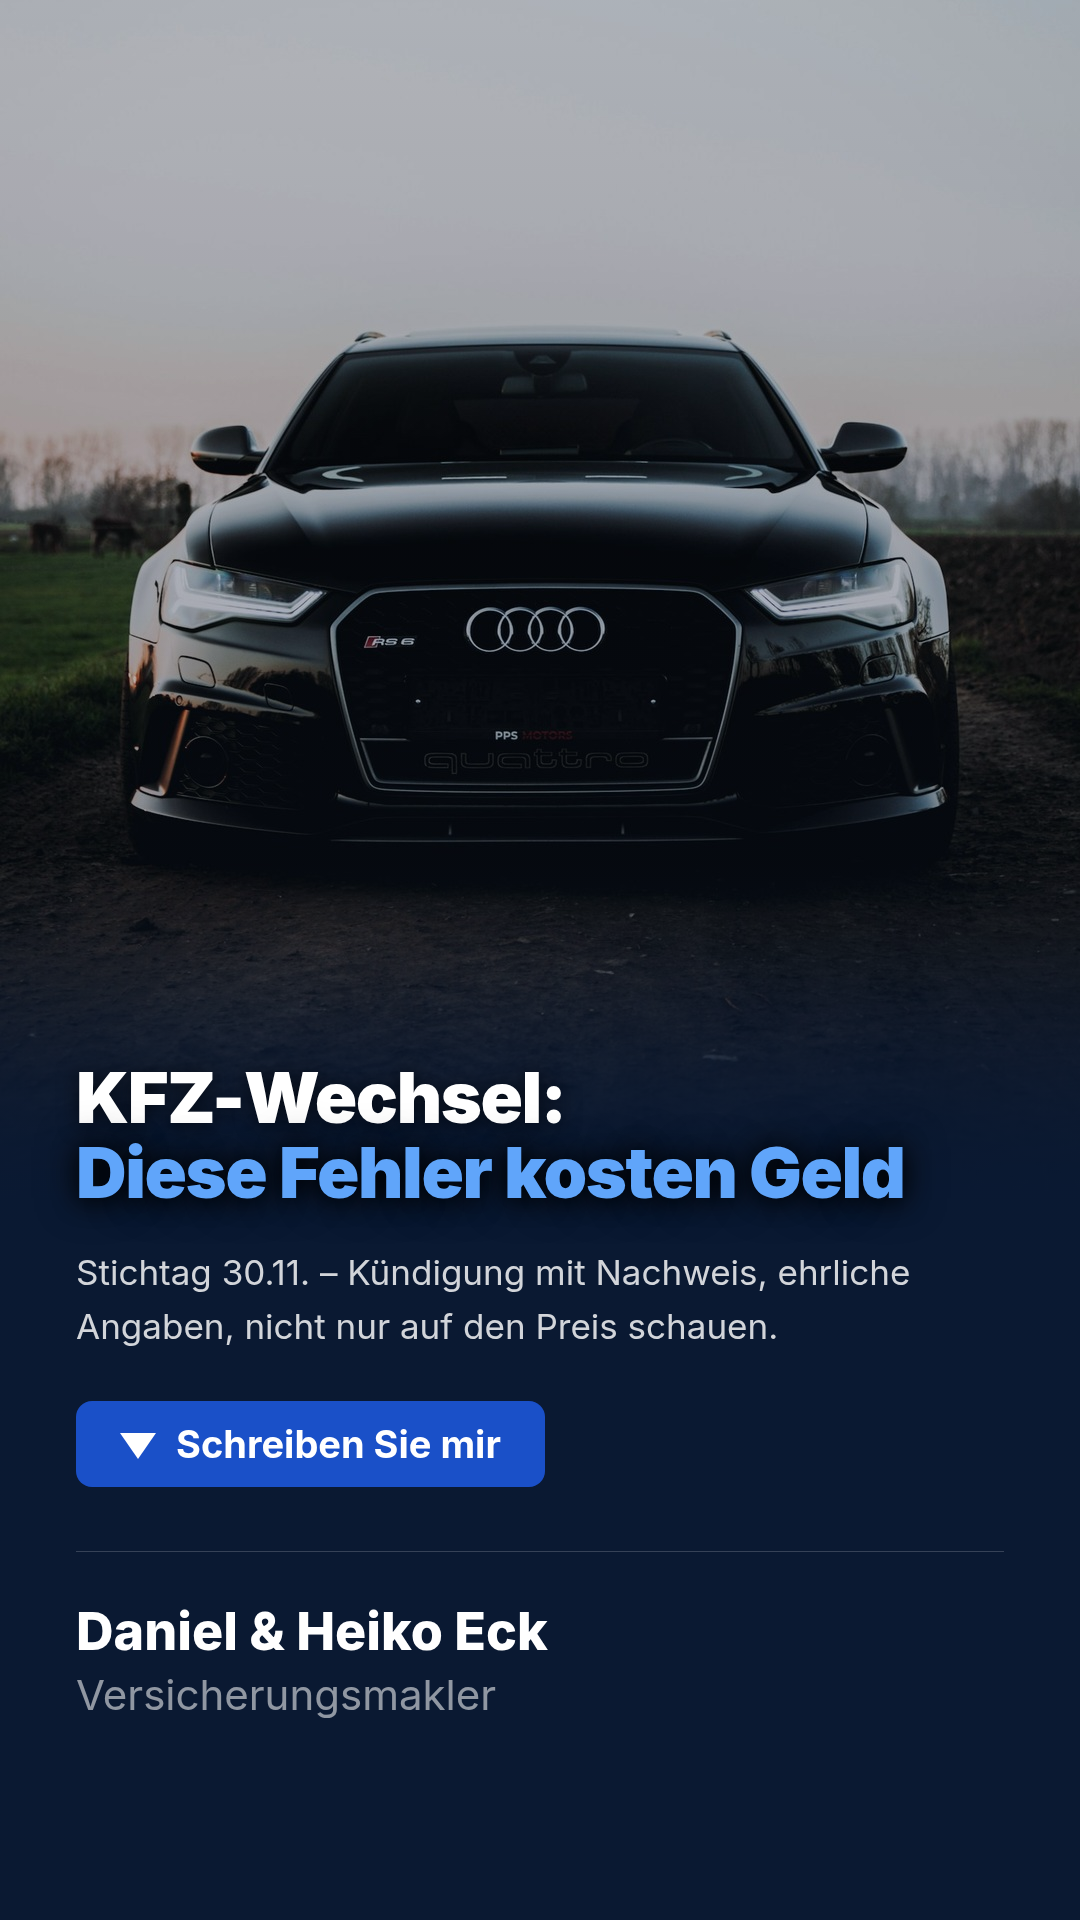 RS 6
PPS MOTORS
quattro
KFZ-Wechsel:
Diese Fehler kosten Geld
Stichtag 30.11. – Kündigung mit Nachweis, ehrliche
Angaben, nicht nur auf den Preis schauen.
Schreiben Sie mir
Daniel & Heiko Eck
Versicherungsmakler